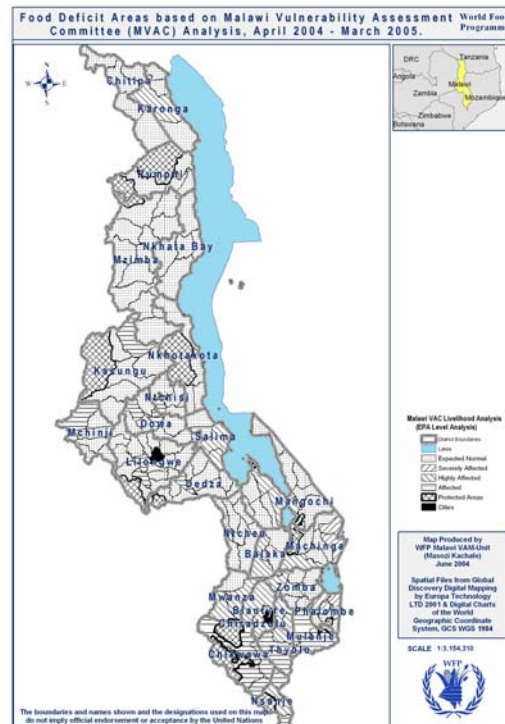 Food Deficit Areas based on Malawi Vulnerability Assessment
Committee (MVAC) Analysis, April 2004 - March 2005.
World Foo
Programm
DRC
Tanzania
Angola
Zambia
Malawi
Mozambique
Zimbabwe
Botswana
N
W
E
Chitipa
Karonga
Rumphi
Nkhata Bay
Mzimba
Nkhotakota
Kasungu
Ntchisi
Dowa
Mchinji
Salima
Lilongwe
Dedza
Mangochi
Ntcheu
Machinga
Balaka
Zomba
Mwanza
Blantyre
Phalombe
Chiradzulu
Mulanje
Thyolo
Chikwawa
Nsanje
Malawi VAC Livelihood Analysis
(EPA Level Analysis)
District Boundaries
Lakes
Expected Normal
Severely Affected
Highly Affected
Affected
Protected Areas
Cities
Map Produced by
WFP Malawi VAM-Unit
(Masozi Kachale)
June 2004
Spatial Files from Global
Discovery Digital Mapping
by Europa Technology
LTD 2001 & Digital Charts
of the World
Geographic Coordinate
System, GCS WGS 1984
SCALE 1:3,154,310
WFP
The boundaries and names shown and the designations used on this map
do not imply official endorsement or acceptance by the United Nations